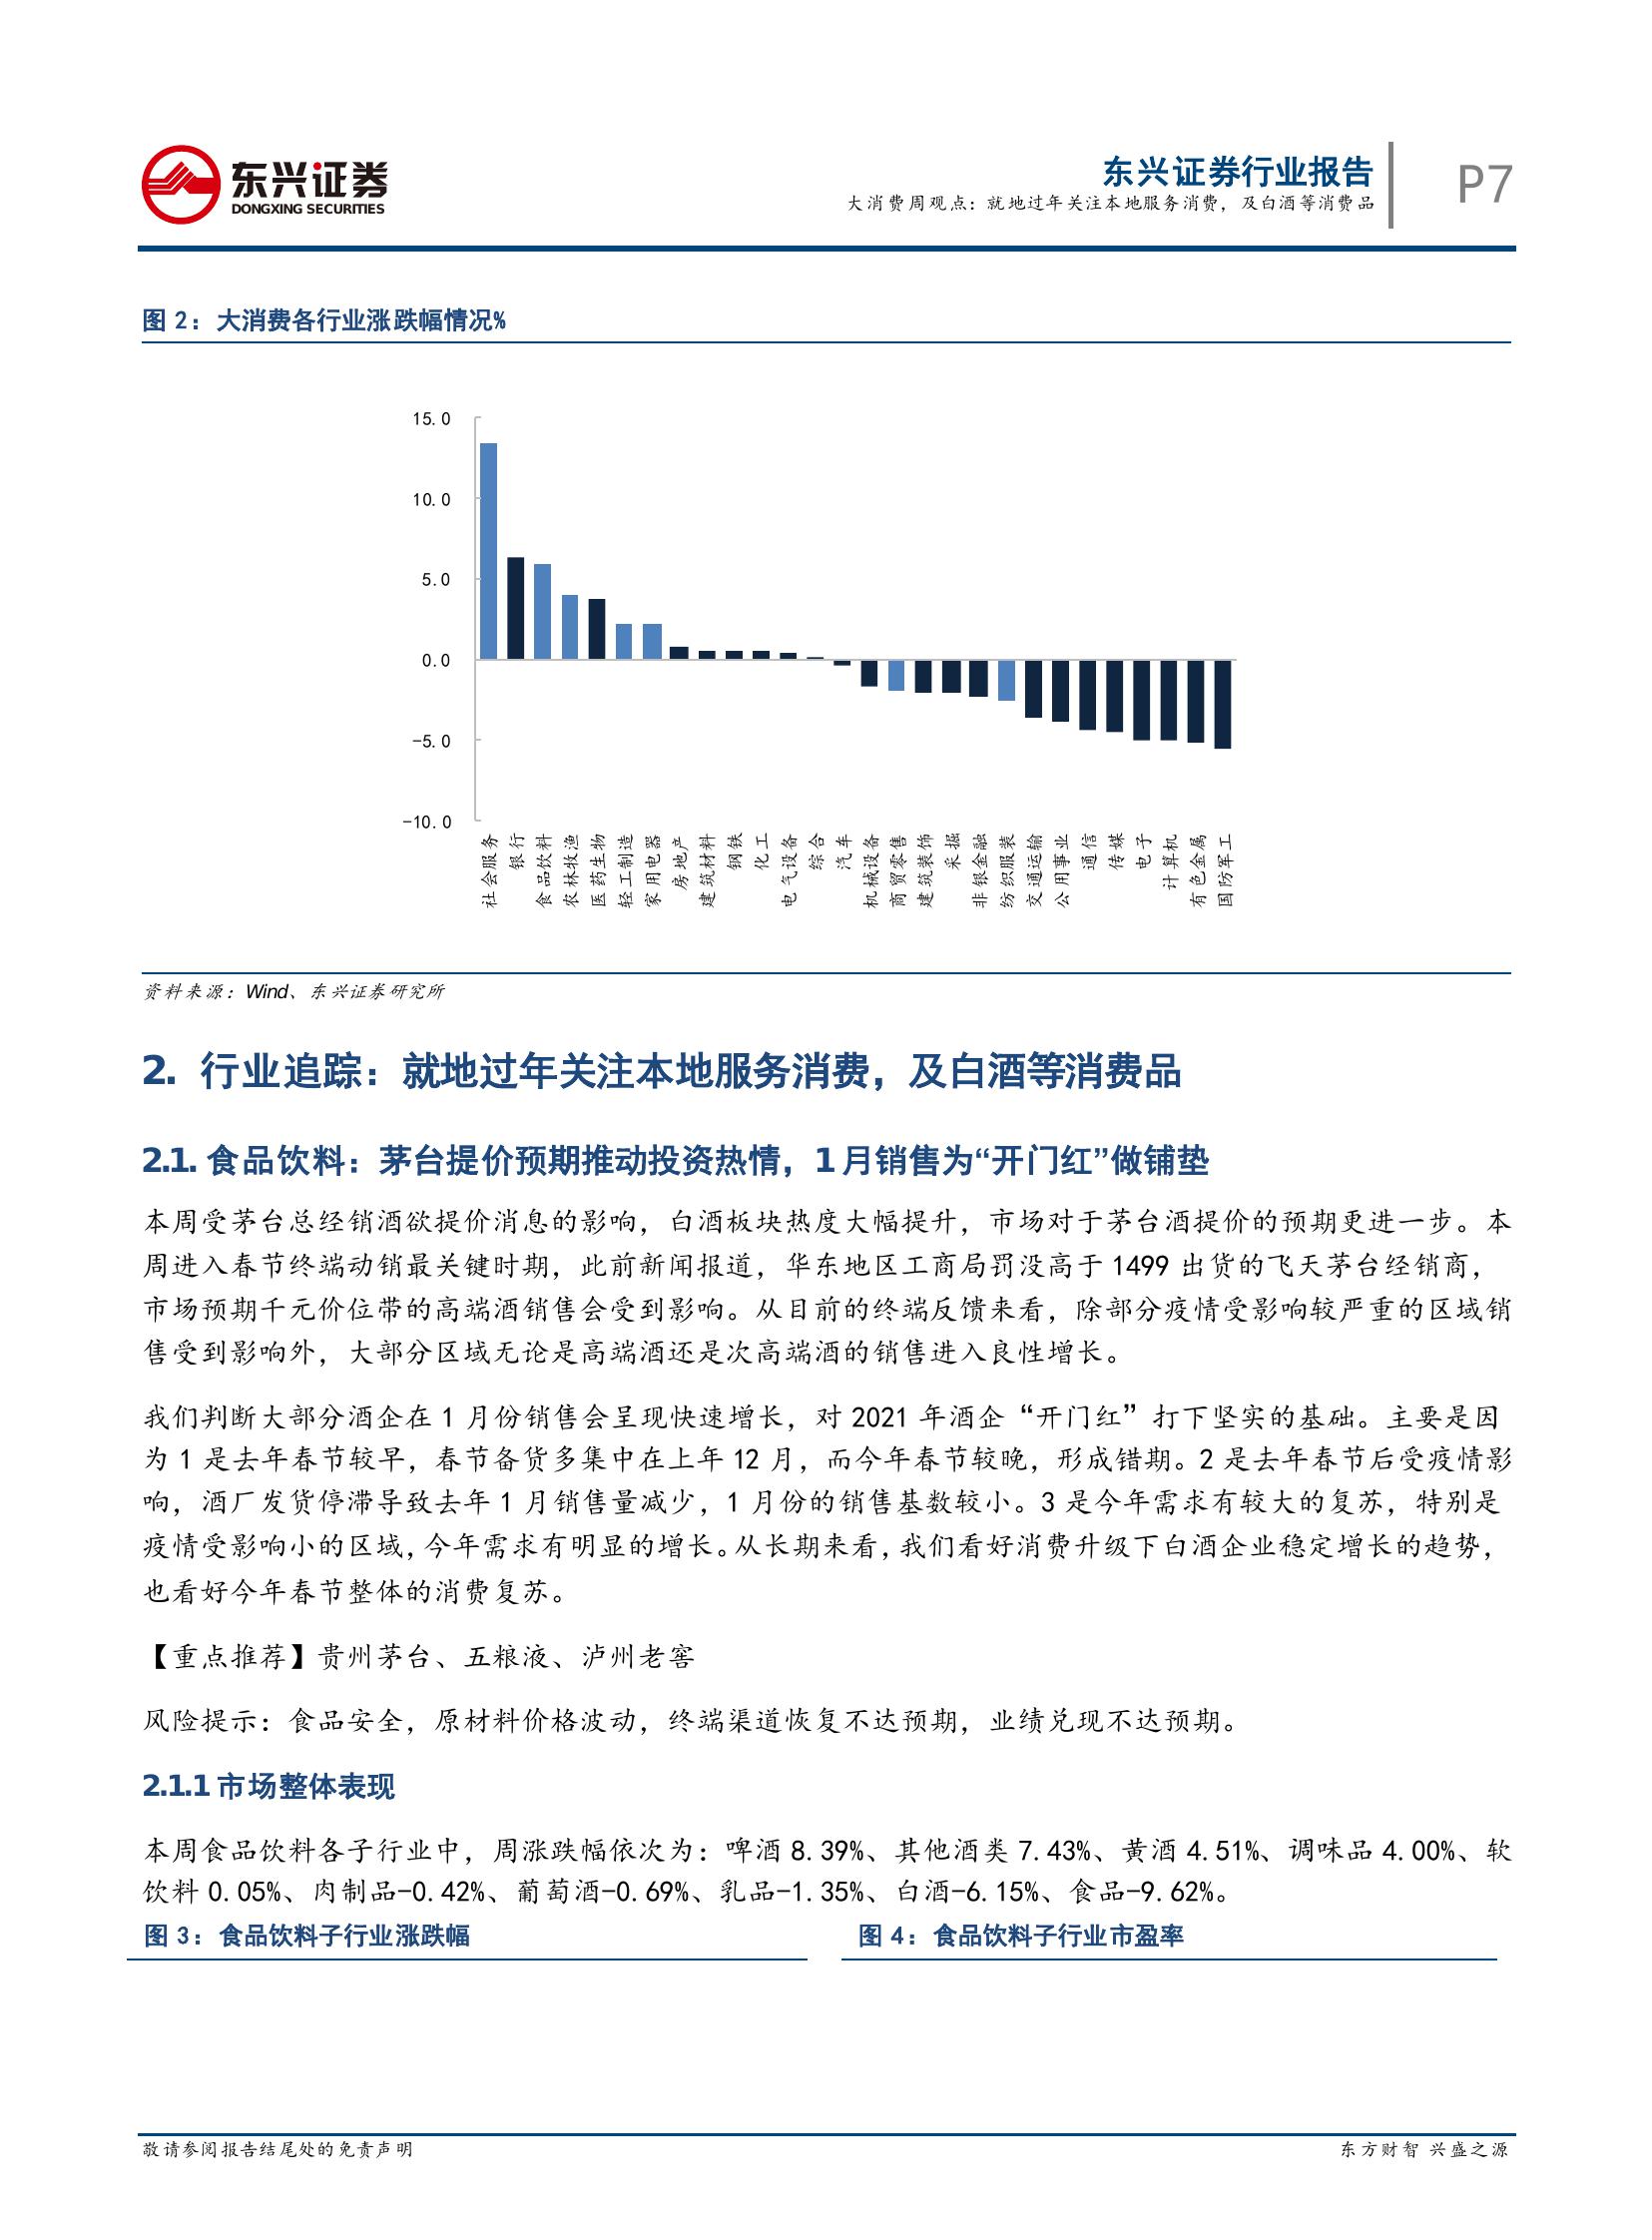 东兴证券
DONGXING SECURITIES
东兴证券行业报告
大消费周观点：就地过年关注本地服务消费，及白酒等消费品
P7
图 2：大消费各行业涨跌幅情况%
15.0
10.0
5.0
0.0
-5.0
-10.0
社会服务
银行
食品饮料
农林牧渔
医药生物
轻工制造
家用电器
房地产
建筑材料
钢铁
化工
电气设备
综合
汽车
机械设备
商贸零售
建筑装饰
采掘
非银金融
纺织服装
交通运输
公用事业
通信
传媒
电子
计算机
有色金属
国防军工
资料来源：Wind、东兴证券研究所
2. 行业追踪：就地过年关注本地服务消费，及白酒等消费品
2.1. 食品饮料：茅台提价预期推动投资热情，1 月销售为“开门红”做铺垫
本周受茅台总经销酒欲提价消息的影响，白酒板块热度大幅提升，市场对于茅台酒提价的预期更进一步。本
周进入春节终端动销最关键时期，此前新闻报道，华东地区工商局罚没高于 1499 出货的飞天茅台经销商，
市场预期千元价位带的高端酒销售会受到影响。从目前的终端反馈来看，除部分疫情受影响较严重的区域销
售受到影响外，大部分区域无论是高端酒还是次高端酒的销售进入良性增长。
我们判断大部分酒企在 1 月份销售会呈现快速增长，对 2021 年酒企“开门红”打下坚实的基础。主要是因
为 1 是去年春节较早，春节备货多集中在上年 12 月，而今年春节较晚，形成错期。2 是去年春节后受疫情影
响，酒厂发货停滞导致去年 1 月销售量减少，1 月份的销售基数较小。3 是今年需求有较大的复苏，特别是
疫情受影响小的区域，今年需求有明显的增长。从长期来看，我们看好消费升级下白酒企业稳定增长的趋势，
也看好今年春节整体的消费复苏。
【重点推荐】贵州茅台、五粮液、泸州老窖
风险提示：食品安全，原材料价格波动，终端渠道恢复不达预期，业绩兑现不达预期。
2.1.1 市场整体表现
本周食品饮料各子行业中，周涨跌幅依次为：啤酒 8.39%、其他酒类 7.43%、黄酒 4.51%、调味品 4.00%、软
饮料 0.05%、肉制品-0.42%、葡萄酒-0.69%、乳品-1.35%、白酒-6.15%、食品-9.62%。
图 3：食品饮料子行业涨跌幅
图 4：食品饮料子行业市盈率
敬请参阅报告结尾处的免责声明
东方财智 兴盛之源